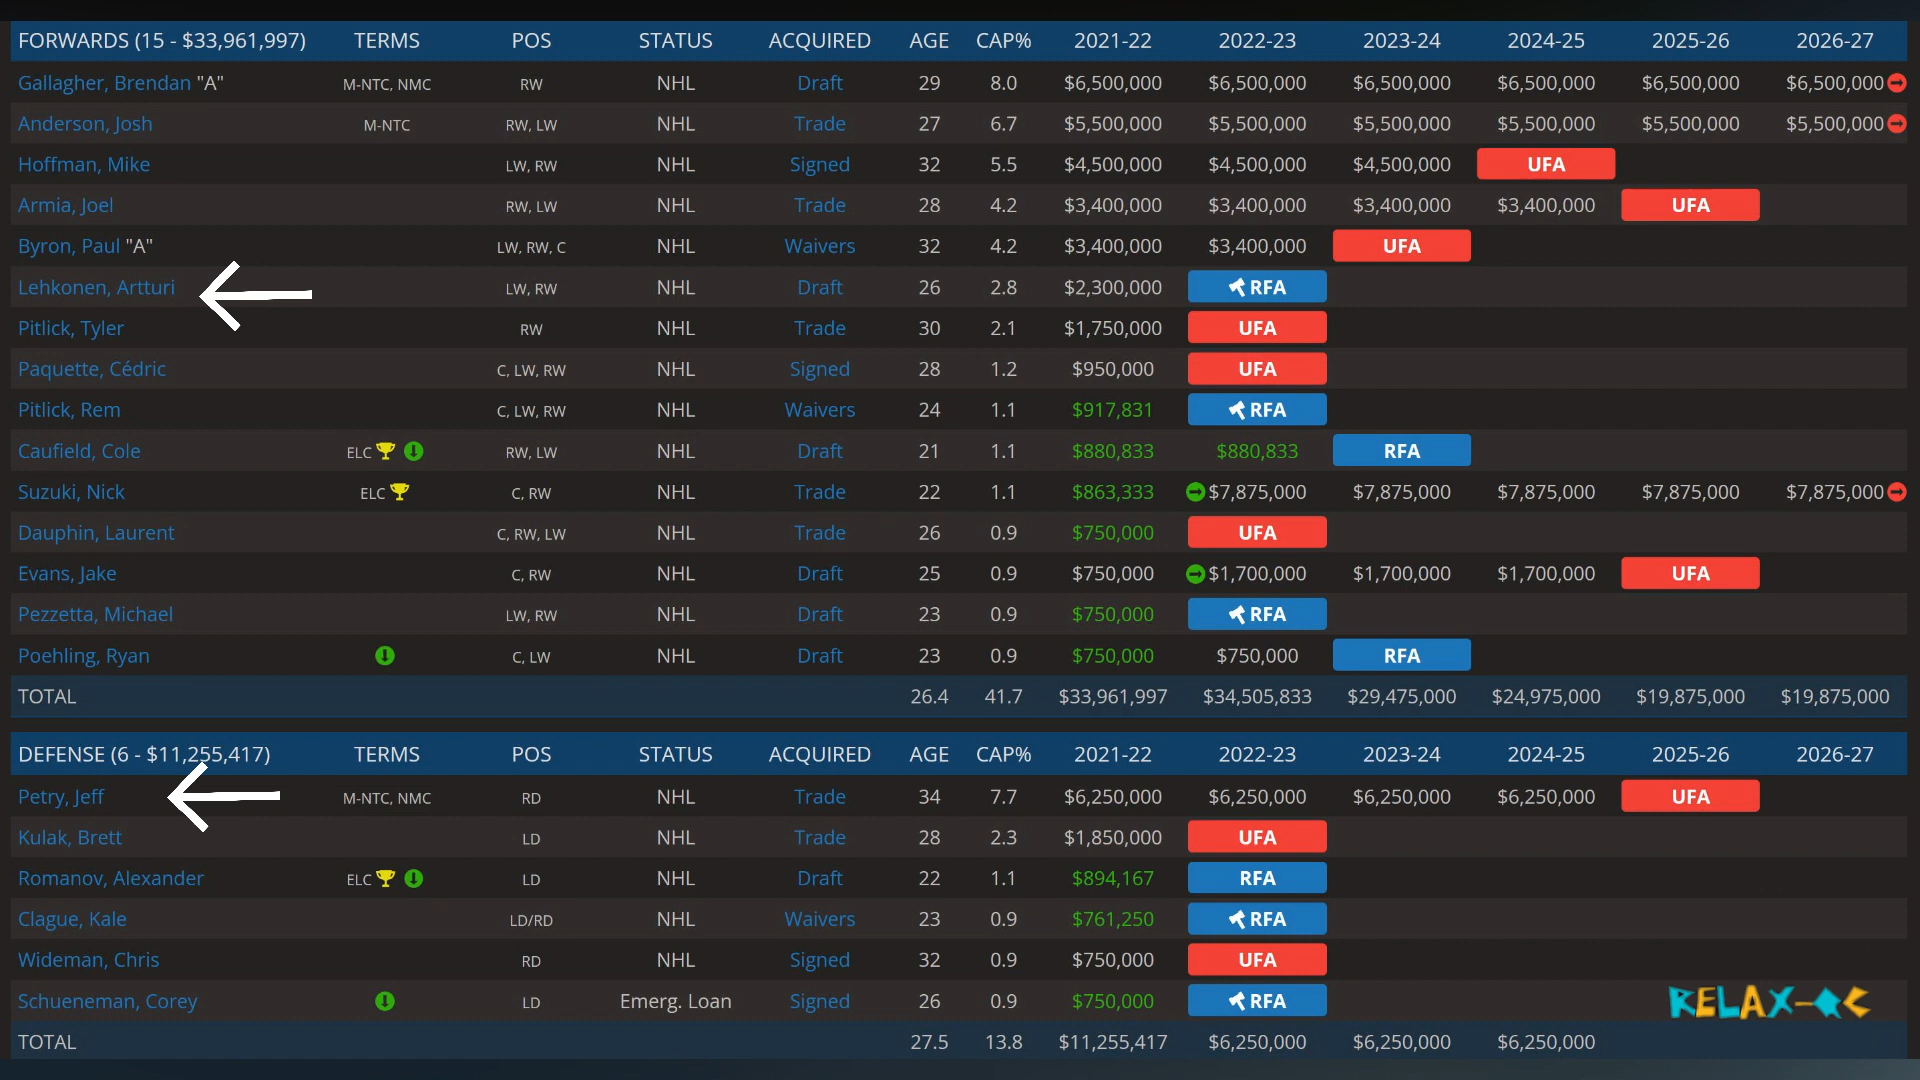 FORWARDS (15 - $33,961,997) TERMS POS STATUS ACQUIRED AGE CAP% 2021-22 2022-23 2023-24 2024-25 2025-26 2026-27
Gallagher, Brendan "A" M-NTC, NMC RW NHL Draft 29 8.0 $6,500,000 $6,500,000 $6,500,000 $6,500,000 $6,500,000 $6,500,000
Anderson, Josh M-NTC RW, LW NHL Trade 27 6.7 $5,500,000 $5,500,000 $5,500,000 $5,500,000 $5,500,000 $5,500,000
Hoffman, Mike LW, RW NHL Signed 32 5.5 $4,500,000 $4,500,000 $4,500,000 UFA
Armia, Joel RW, LW NHL Trade 28 4.2 $3,400,000 $3,400,000 $3,400,000 $3,400,000 UFA
Byron, Paul "A" LW, RW, C NHL Waivers 32 4.2 $3,400,000 $3,400,000 UFA
Lehkonen, Artturi LW, RW NHL Draft 26 2.8 $2,300,000 RFA
Pitlick, Tyler RW NHL Trade 30 2.1 $1,750,000 UFA
Paquette, Cédric C, LW, RW NHL Signed 28 1.2 $950,000 UFA
Pitlick, Rem C, LW, RW NHL Waivers 24 1.1 $917,831 RFA
Caufield, Cole ELC RW, LW NHL Draft 21 1.1 $880,833 $880,833 RFA
Suzuki, Nick ELC C, RW NHL Trade 22 1.1 $863,333 $7,875,000 $7,875,000 $7,875,000 $7,875,000 $7,875,000
Dauphin, Laurent C, RW, LW NHL Trade 26 0.9 $750,000 UFA
Evans, Jake C, RW NHL Draft 25 0.9 $750,000 $1,700,000 $1,700,000 $1,700,000 UFA
Pezzetta, Michael LW, RW NHL Draft 23 0.9 $750,000 RFA
Poehling, Ryan C, LW NHL Draft 23 0.9 $750,000 $750,000 RFA
TOTAL 26.4 41.7 $33,961,997 $34,505,833 $29,475,000 $24,975,000 $19,875,000 $19,875,000
DEFENSE (6 - $11,255,417) TERMS POS STATUS ACQUIRED AGE CAP% 2021-22 2022-23 2023-24 2024-25 2025-26 2026-27
Petry, Jeff M-NTC, NMC RD NHL Trade 34 7.7 $6,250,000 $6,250,000 $6,250,000 $6,250,000 UFA
Kulak, Brett LD NHL Trade 28 2.3 $1,850,000 UFA
Romanov, Alexander ELC LD NHL Draft 22 1.1 $894,167 RFA
Clague, Kale LD/RD NHL Waivers 23 0.9 $761,250 RFA
Wideman, Chris RD NHL Signed 32 0.9 $750,000 UFA
Schueneman, Corey LD Emerg. Loan Signed 26 0.9 $750,000 RFA
RELAX-QC
TOTAL 27.5 13.8 $11,255,417 $6,250,000 $6,250,000 $6,250,000